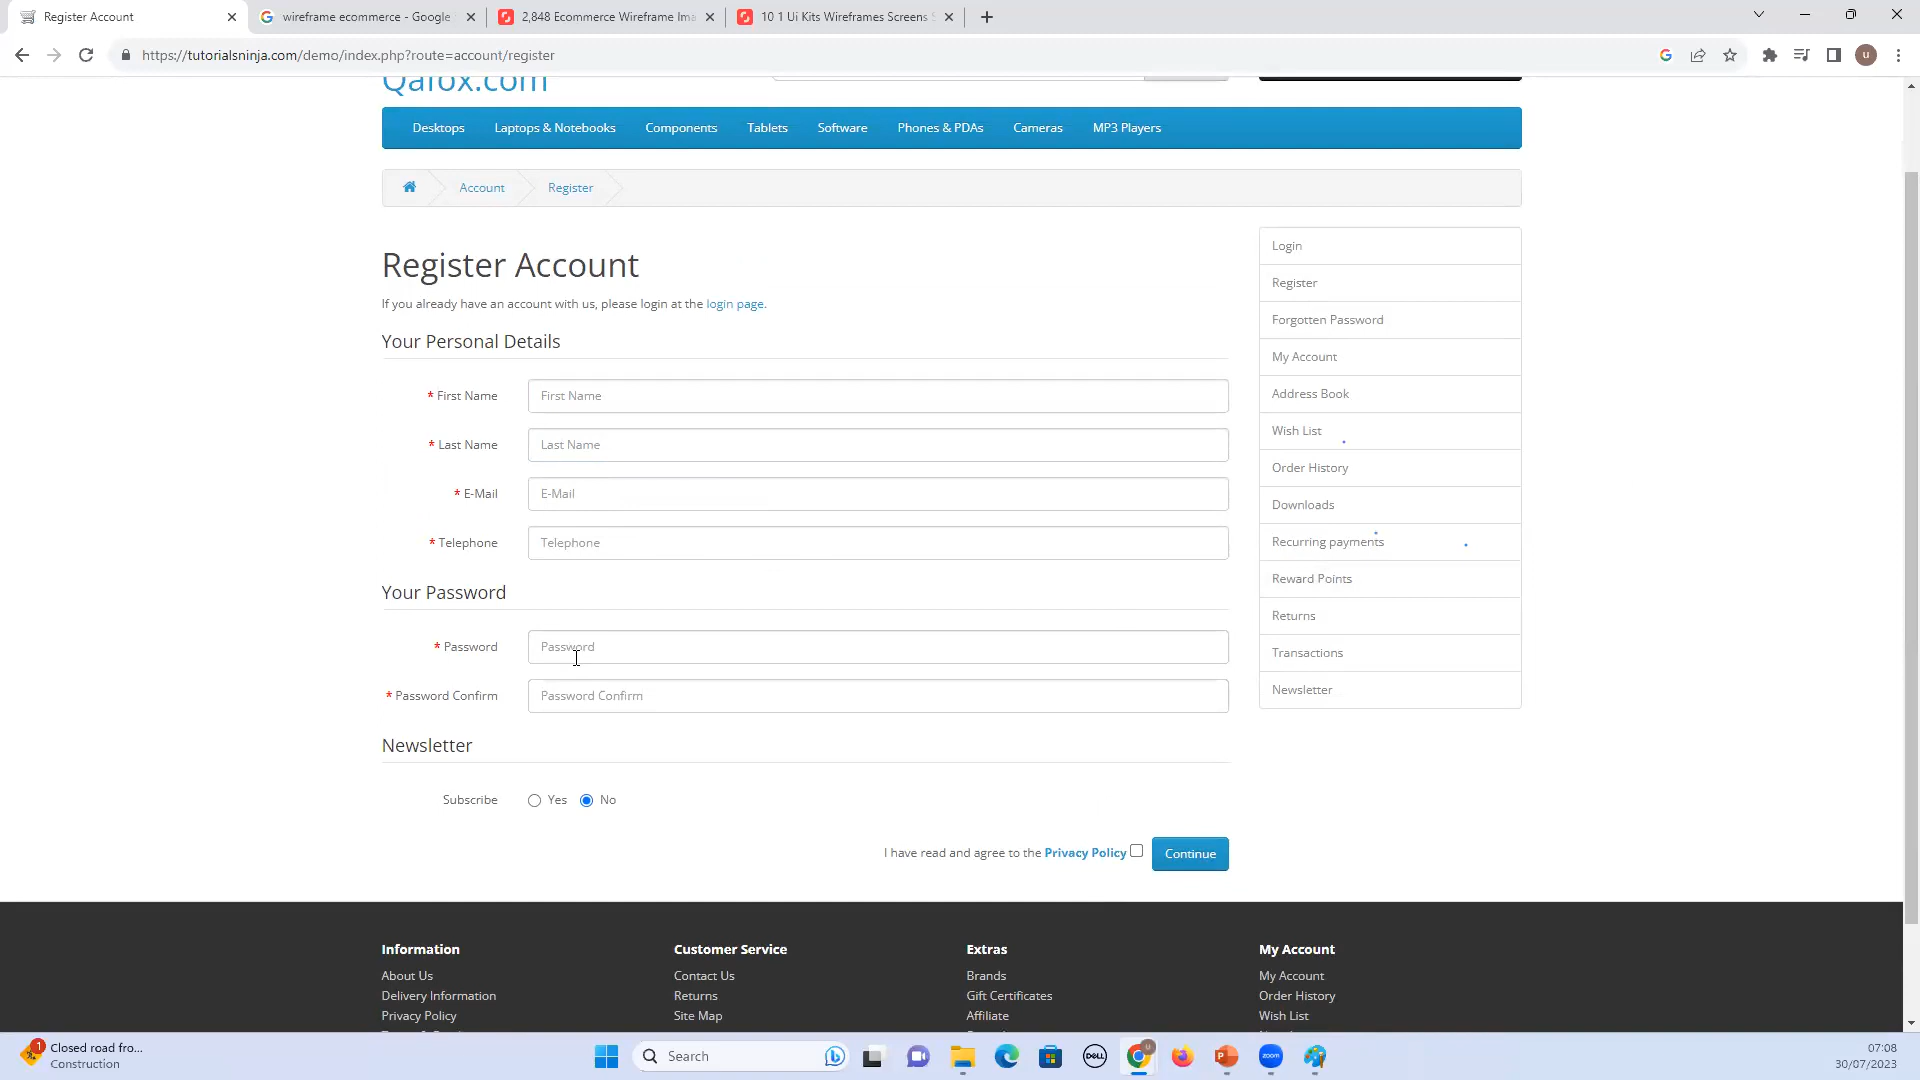 Register Account
wireframe ecommerce - Google
2,848 Ecommerce Wireframe Ima
10 1 Ui Kits Wireframes Screens
https://tutorialsninja.com/demo/index.php?route=account/register
u
Qafox.com
Desktops Laptops & Notebooks Components Tablets Software Phones & PDAs Cameras MP3 Players
Account Register
Register Account
If you already have an account with us, please login at the login page.
Your Personal Details
* First Name First Name
* Last Name Last Name
* E-Mail E-Mail
* Telephone Telephone
Your Password
* Password Password
* Password Confirm Password Confirm
Newsletter
Subscribe Yes No
I have read and agree to the Privacy Policy Continue
Login
Register
Forgotten Password
My Account
Address Book
Wish List
Order History
Downloads
Recurring payments
Reward Points
Returns
Transactions
Newsletter
Information
About Us
Delivery Information
Privacy Policy
Customer Service
Contact Us
Returns
Site Map
Extras
Brands
Gift Certificates
Affiliate
My Account
My Account
Order History
Wish List
1
Closed road fro...
Construction
Search
DELL
zoom
07:08
30/07/2023